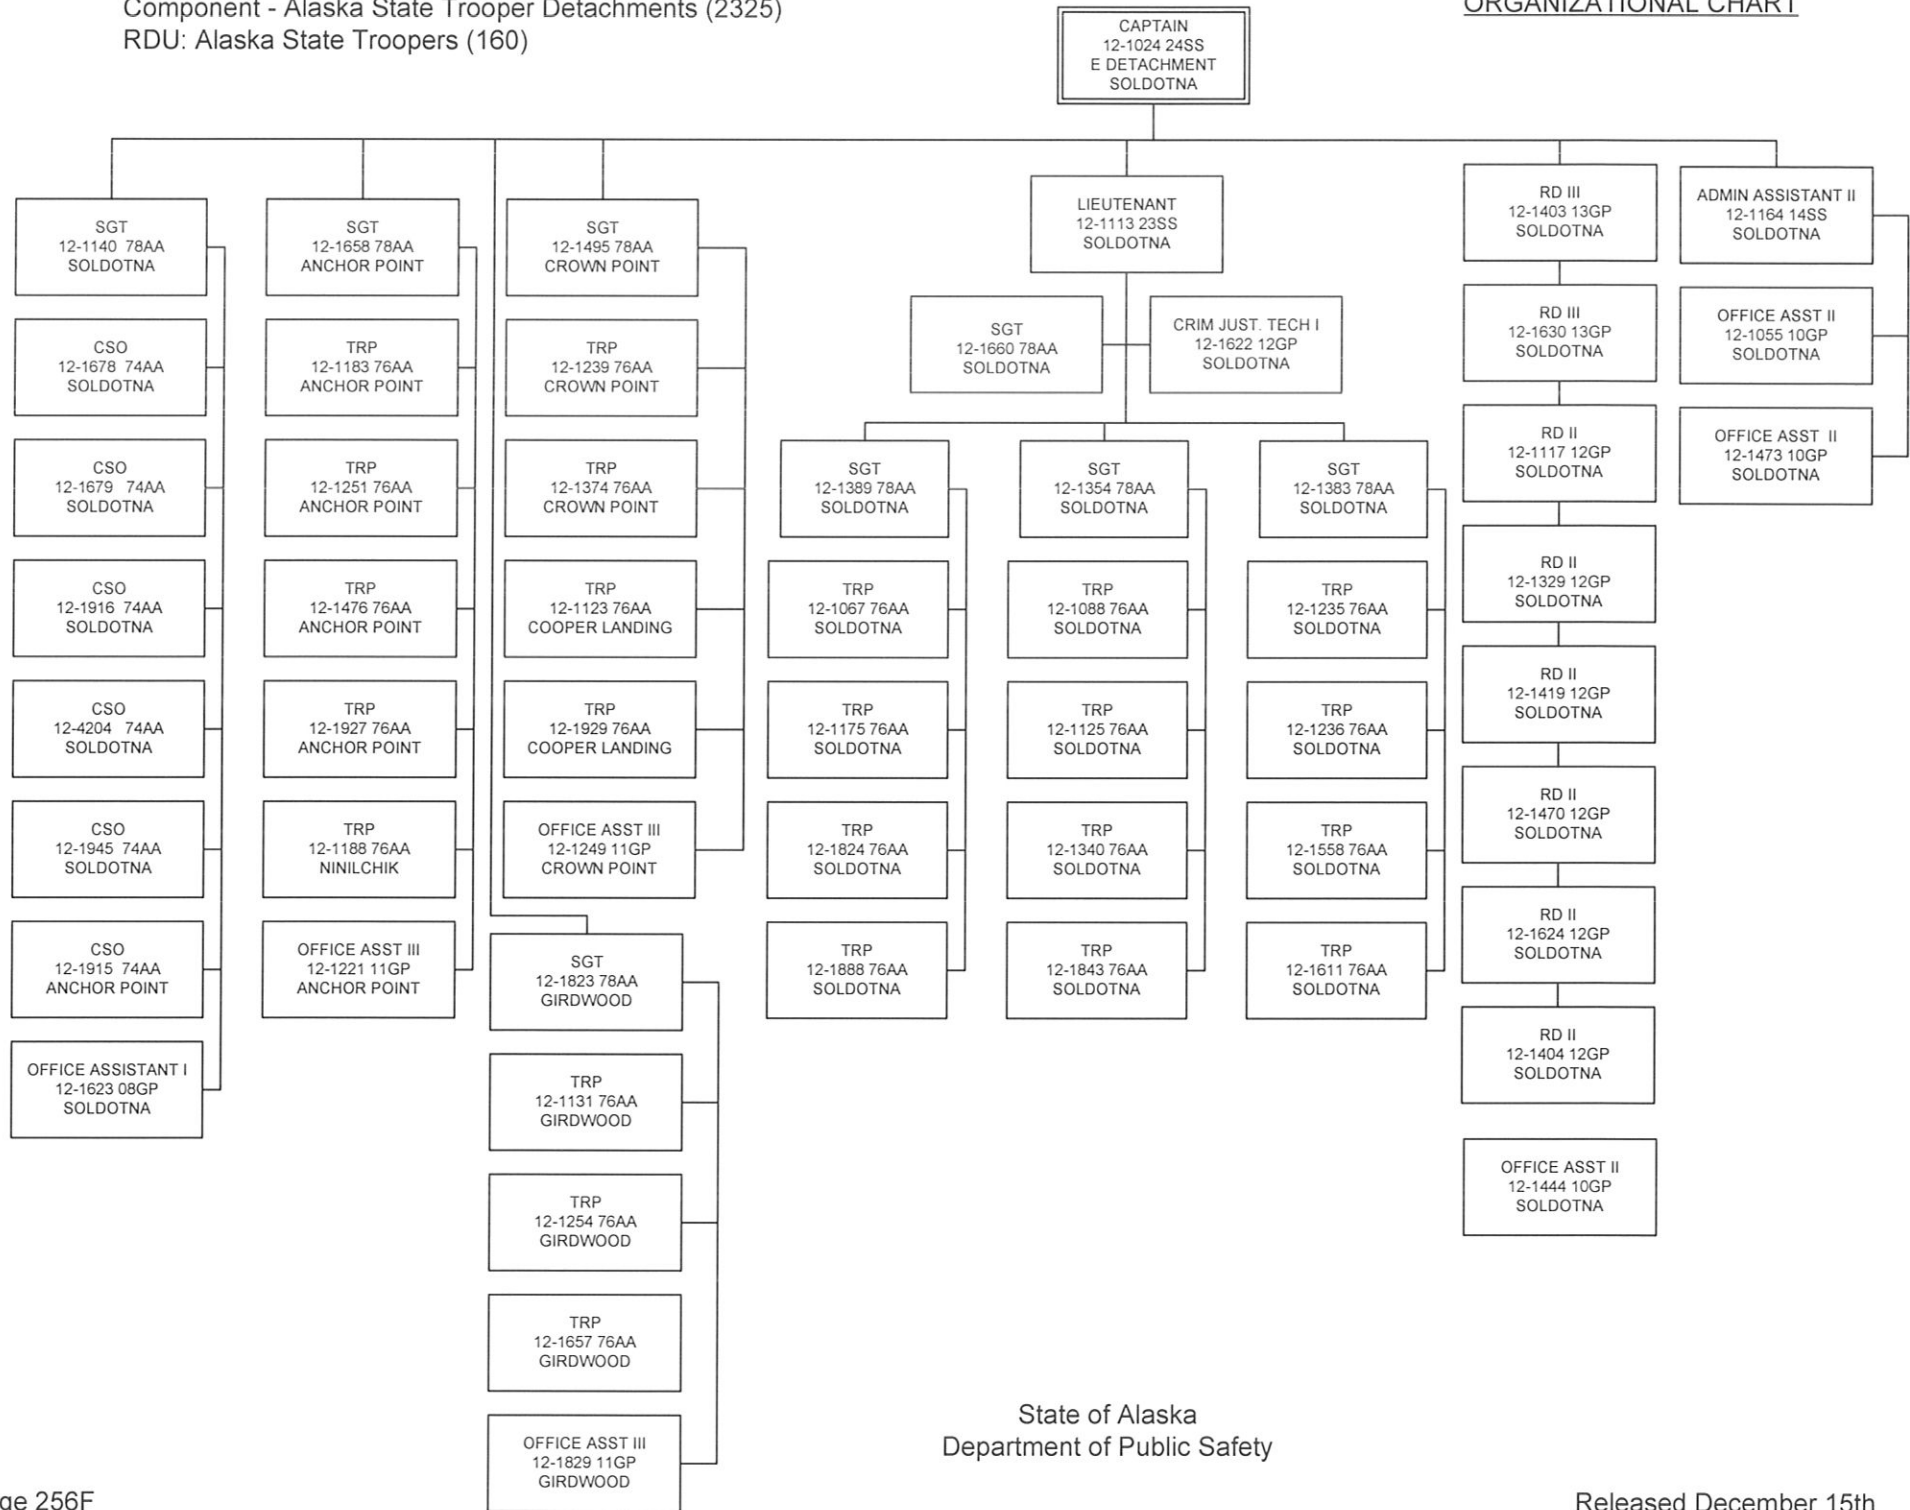 Component - Alaska State Trooper Detachments (2325)
RDU: Alaska State Troopers (160)
ORGANIZATIONAL CHART
CAPTAIN
12-1024 24SS
E DETACHMENT
SOLDOTNA
SGT
12-1140 78AA
SOLDOTNA
CSO
12-1678 74AA
SOLDOTNA
CSO
12-1679 74AA
SOLDOTNA
CSO
12-1916 74AA
SOLDOTNA
CSO
12-4204 74AA
SOLDOTNA
CSO
12-1945 74AA
SOLDOTNA
CSO
12-1915 74AA
ANCHOR POINT
OFFICE ASSISTANT I
12-1623 08GP
SOLDOTNA
SGT
12-1658 78AA
ANCHOR POINT
TRP
12-1183 76AA
ANCHOR POINT
TRP
12-1251 76AA
ANCHOR POINT
TRP
12-1476 76AA
ANCHOR POINT
TRP
12-1927 76AA
ANCHOR POINT
TRP
12-1188 76AA
NINILCHIK
OFFICE ASST III
12-1221 11GP
ANCHOR POINT
SGT
12-1495 78AA
CROWN POINT
TRP
12-1239 76AA
CROWN POINT
TRP
12-1374 76AA
CROWN POINT
TRP
12-1123 76AA
COOPER LANDING
TRP
12-1929 76AA
COOPER LANDING
OFFICE ASST III
12-1249 11GP
CROWN POINT
SGT
12-1823 78AA
GIRDWOOD
TRP
12-1131 76AA
GIRDWOOD
TRP
12-1254 76AA
GIRDWOOD
TRP
12-1657 76AA
GIRDWOOD
OFFICE ASST III
12-1829 11GP
GIRDWOOD
LIEUTENANT
12-1113 23SS
SOLDOTNA
SGT
12-1660 78AA
SOLDOTNA
CRIM JUST. TECH I
12-1622 12GP
SOLDOTNA
SGT
12-1389 78AA
SOLDOTNA
TRP
12-1067 76AA
SOLDOTNA
TRP
12-1175 76AA
SOLDOTNA
TRP
12-1824 76AA
SOLDOTNA
TRP
12-1888 76AA
SOLDOTNA
SGT
12-1354 78AA
SOLDOTNA
TRP
12-1088 76AA
SOLDOTNA
TRP
12-1125 76AA
SOLDOTNA
TRP
12-1340 76AA
SOLDOTNA
TRP
12-1843 76AA
SOLDOTNA
SGT
12-1383 78AA
SOLDOTNA
TRP
12-1235 76AA
SOLDOTNA
TRP
12-1236 76AA
SOLDOTNA
TRP
12-1558 76AA
SOLDOTNA
TRP
12-1611 76AA
SOLDOTNA
RD III
12-1403 13GP
SOLDOTNA
RD III
12-1630 13GP
SOLDOTNA
RD II
12-1117 12GP
SOLDOTNA
RD II
12-1329 12GP
SOLDOTNA
RD II
12-1419 12GP
SOLDOTNA
RD II
12-1470 12GP
SOLDOTNA
RD II
12-1624 12GP
SOLDOTNA
RD II
12-1404 12GP
SOLDOTNA
OFFICE ASST II
12-1444 10GP
SOLDOTNA
ADMIN ASSISTANT II
12-1164 14SS
SOLDOTNA
OFFICE ASST II
12-1055 10GP
SOLDOTNA
OFFICE ASST II
12-1473 10GP
SOLDOTNA
State of Alaska
Department of Public Safety
ge 256F
Released December 15th